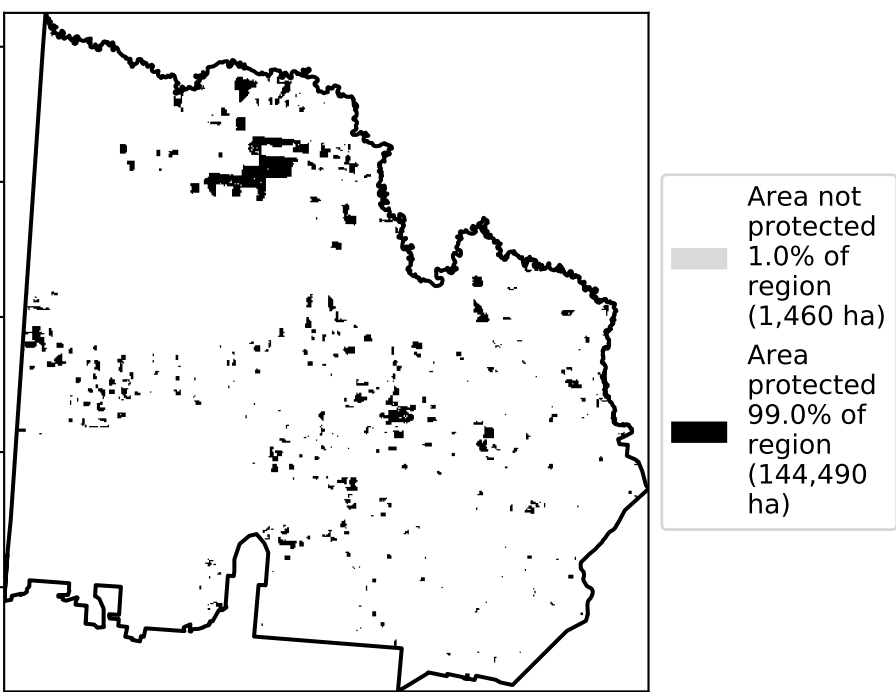 Area not
protected
1.0% of
region
(1,460 ha)
Area
protected
99.0% of
region
(144,490
ha)